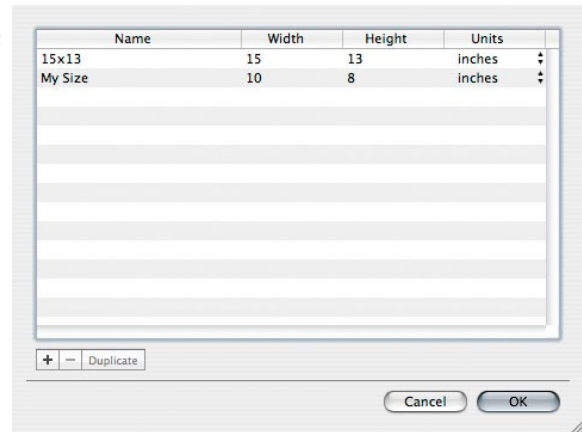 Name Width Height Units
15x13 15 13 inches
My Size 10 8 inches
+ − Duplicate
Cancel OK